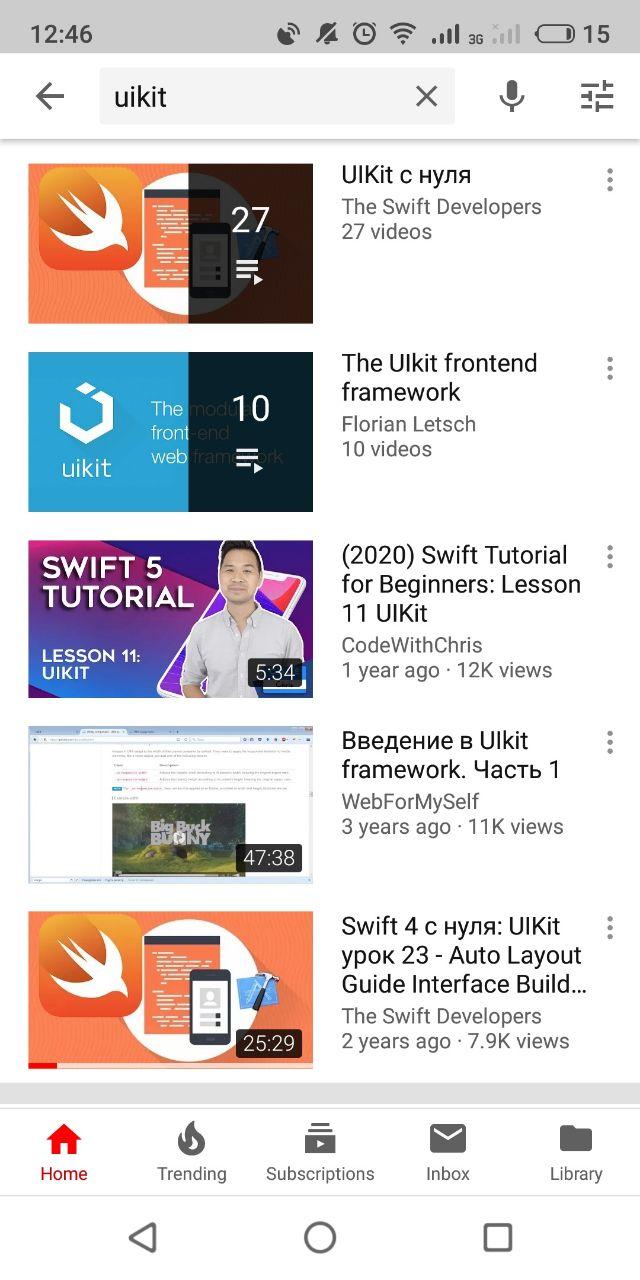 12:46
3G
15
uikit
27
UIKit с нуля
The Swift Developers
27 videos
The modular
front-end
web framework
uikit
10
The UIkit frontend
framework
Florian Letsch
10 videos
SWIFT 5
TUTORIAL
LESSON 11:
UIKIT
5:34
(2020) Swift Tutorial
for Beginners: Lesson
11 UIKit
CodeWithChris
1 year ago · 12K views
Big Buck
BUNNY
47:38
Введение в UIkit
framework. Часть 1
WebForMySelf
3 years ago · 11K views
25:29
Swift 4 с нуля: UIKit
урок 23 - Auto Layout
Guide Interface Build...
The Swift Developers
2 years ago · 7.9K views
Home
Trending
Subscriptions
Inbox
Library